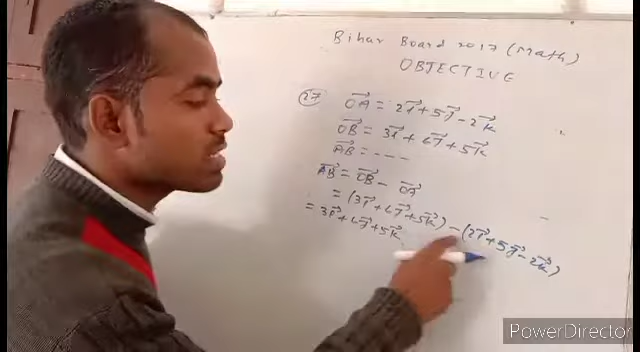 Bihar Board 2017 (Math)
OBJECTIVE
27 OA⃗ = 2i⃗ + 5j⃗ - 2k⃗
OB⃗ = 3i⃗ + 6j⃗ + 5k⃗
AB⃗ = ---
AB⃗ = OB⃗ - OA⃗
= (3i⃗ + 6j⃗ + 5k⃗) - (2i⃗ + 5j⃗ - 2k⃗)
= 3i⃗ + 6j⃗ + 5k⃗
PowerDirector